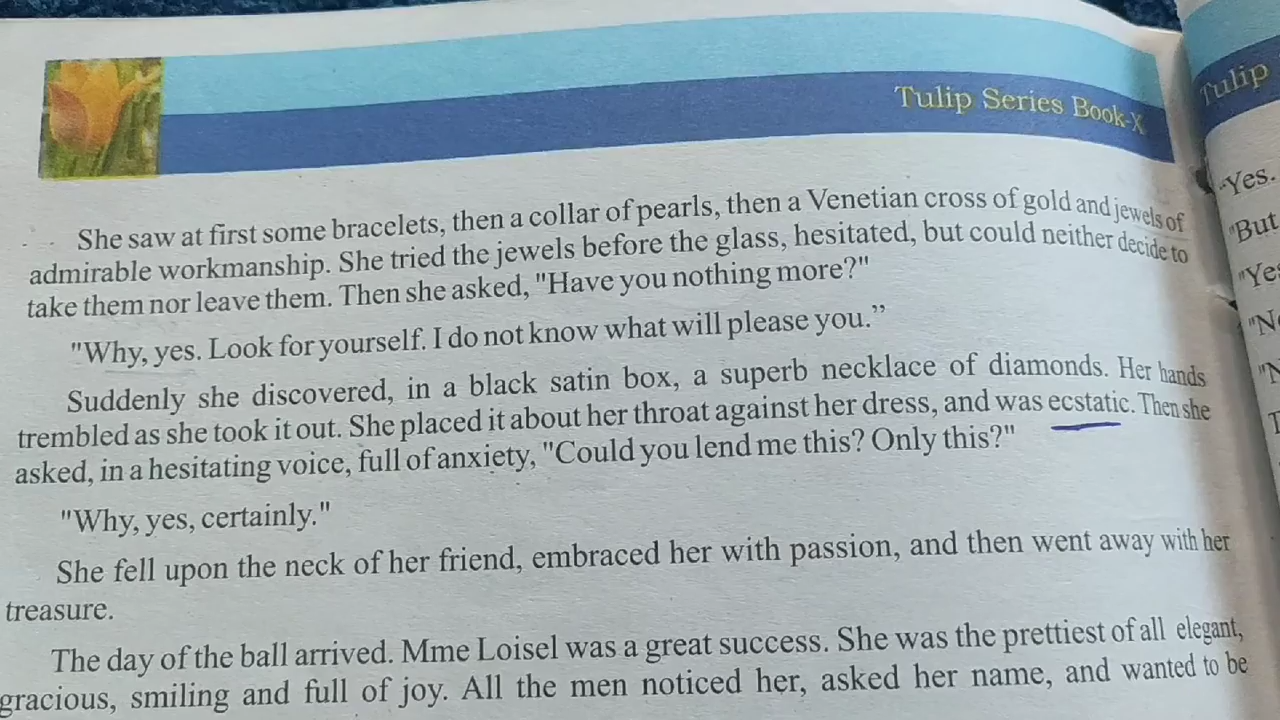 Tulip Series Book-X
She saw at first some bracelets, then a collar of pearls, then a Venetian cross of gold and jewels of
admirable workmanship. She tried the jewels before the glass, hesitated, but could neither decide to
take them nor leave them. Then she asked, "Have you nothing more?"
"Why, yes. Look for yourself. I do not know what will please you.”
Suddenly she discovered, in a black satin box, a superb necklace of diamonds. Her hands
trembled as she took it out. She placed it about her throat against her dress, and was ecstatic. Then she
asked, in a hesitating voice, full of anxiety, "Could you lend me this? Only this?"
"Why, yes, certainly."
She fell upon the neck of her friend, embraced her with passion, and then went away with her
treasure.
The day of the ball arrived. Mme Loisel was a great success. She was the prettiest of all elegant,
gracious, smiling and full of joy. All the men noticed her, asked her name, and wanted to be
Tulip
"Yes.
"But